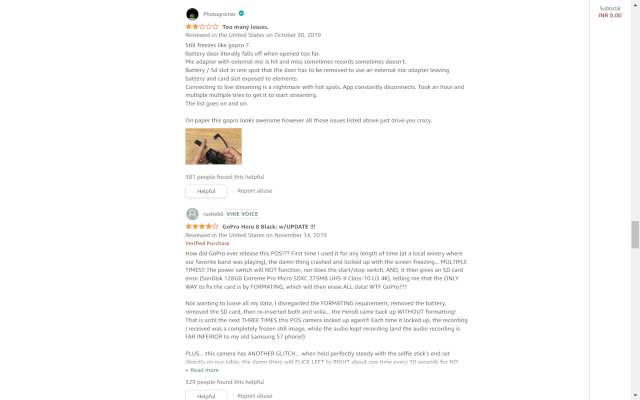 Photogromer
Too many issues.
Reviewed in the United States on October 30, 2019
Still freezes like gopro 7.
Battery door literally falls off when opened too far.
Mic adapter with external mic is hit and miss sometimes records sometimes doesn't.
Battery / Sd slot in one spot that the door has to be removed to use an external mic adapter leaving
battery and card slot exposed to elements.
Connecting to live streaming is a nightmare with hot spots. App constantly disconnects. Took an hour and
multiple multiple tries to get it to start streaming.
The list goes on and on.
On paper this gopro looks awesome however all those issues listed above just drive you crazy.
381 people found this helpful
Helpful
Report abuse
rustie66 VINE VOICE
GoPro Hero 8 Black: w/UPDATE !!!
Reviewed in the United States on November 14, 2019
Verified Purchase
How did GoPro ever release this POS??? First time I used it for any length of time (at a local winery where
our favorite band was playing), the damn thing crashed and locked up with the screen freezing... MULTIPLE
TIMES!! The power switch will NOT function, nor does the start/stop switch. AND, it then gives an SD card
error (SanDisk 128GB Extreme Pro Micro SDXC 275MB UHS-II Class-10 U3 4K), telling me that the ONLY
WAY to fix the card is by FORMATING, which will then erase ALL data! WTF GoPro???
Not wanting to loose all my data, I disregarded the FORMATING requirement, removed the battery,
removed the SD card, then re-inserted both and voila... the Hero8 came back up WITHOUT formating!
That is until the next THREE TIMES this POS camera locked up again!!! Each time it locked up, the recording
I received was a completely frozen still image, while the audio kept recording (and the audio recording is
FAR INFERIOR to my old Samsung S7 phone!)
PLUS... this camera has ANOTHER GLITCH... when held perfectly steady with the selfie stick's end set
directly on our table, the damn thing will FLICK LEFT to RIGHT about one time every 10 seconds for NO
Read more
329 people found this helpful
Helpful
Report abuse
Subtotal
INR 0.00